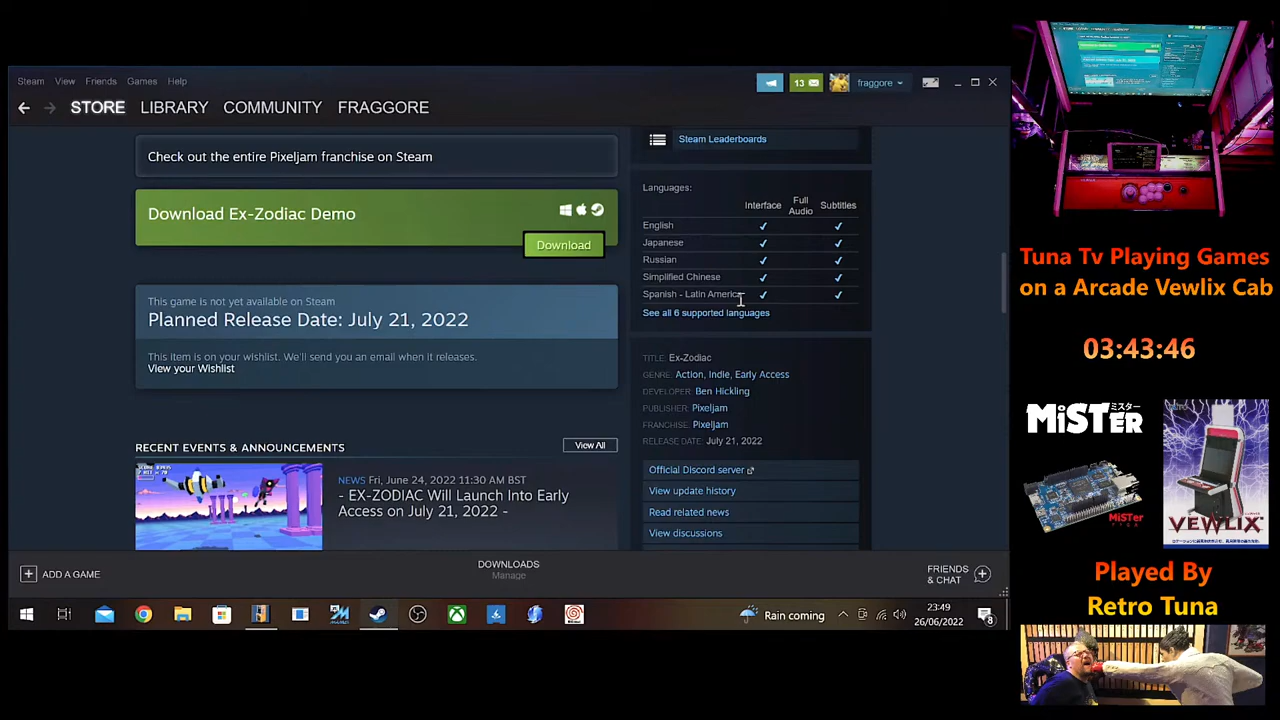 Steam View Friends Games Help
13
fraggore
STORE LIBRARY COMMUNITY FRAGGORE
Check out the entire Pixeljam franchise on Steam
Download Ex-Zodiac Demo
Download
This game is not yet available on Steam
Planned Release Date: July 21, 2022
This item is on your wishlist. We'll send you an email when it releases.
View your Wishlist
RECENT EVENTS & ANNOUNCEMENTS
View All
NEWS Fri, June 24, 2022 11:30 AM BST
- EX-ZODIAC Will Launch Into Early
Access on July 21, 2022 -
Steam Leaderboards
Languages:
Interface Full Audio Subtitles
English ✓ ✓
Japanese ✓ ✓
Russian ✓ ✓
Simplified Chinese ✓ ✓
Spanish - Latin America ✓ ✓
See all 6 supported languages
TITLE: Ex-Zodiac
GENRE: Action, Indie, Early Access
DEVELOPER: Ben Hickling
PUBLISHER: Pixeljam
FRANCHISE: Pixeljam
RELEASE DATE: July 21, 2022
Official Discord server
View update history
Read related news
View discussions
ADD A GAME
DOWNLOADS
Manage
FRIENDS
& CHAT
Rain coming
23:49
26/06/2022
8
Tuna Tv Playing Games
on a Arcade Vewlix Cab
03:43:46
MiSTer
ミスター
MiSTer
VEWLIX
Played By
Retro Tuna